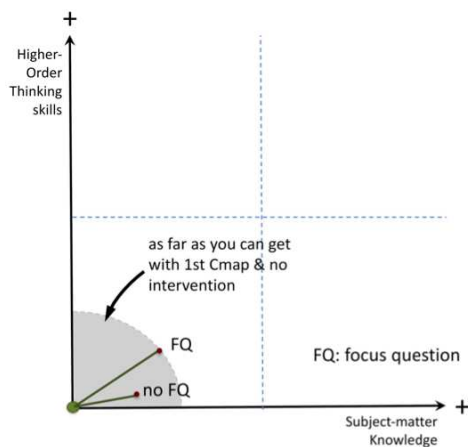 +
Higher-
Order
Thinking
skills
as far as you can get
with 1st Cmap & no
intervention
FQ
no FQ
FQ: focus question
+
Subject-matter
Knowledge